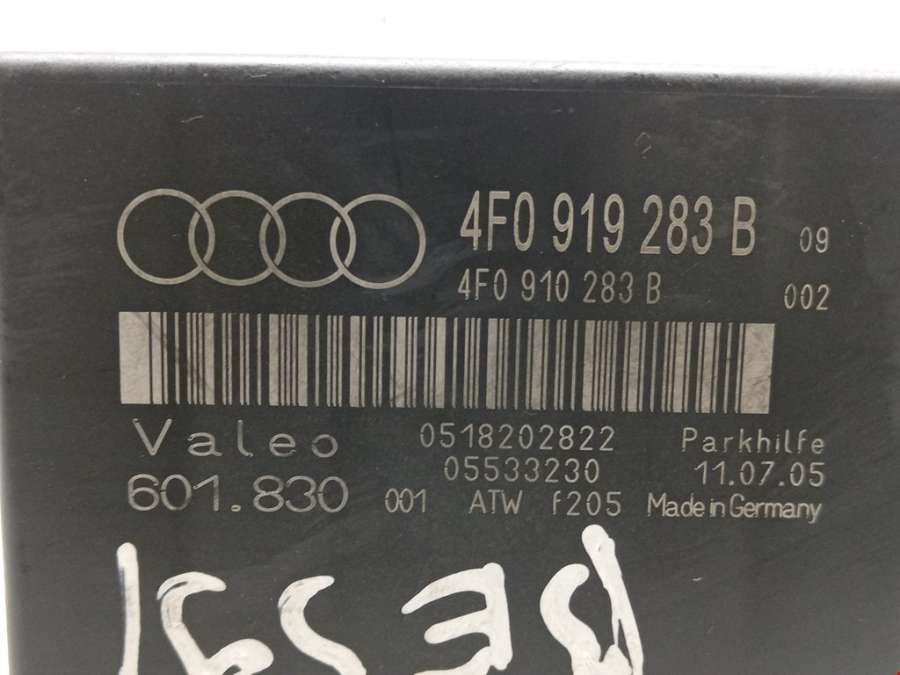 4F0 919 283 B 09
4F0 910 283 B 002
Valeo 0518202822 Parkhilfe
05533230 11.07.05
601.830 001 ATW f205 Made in Germany